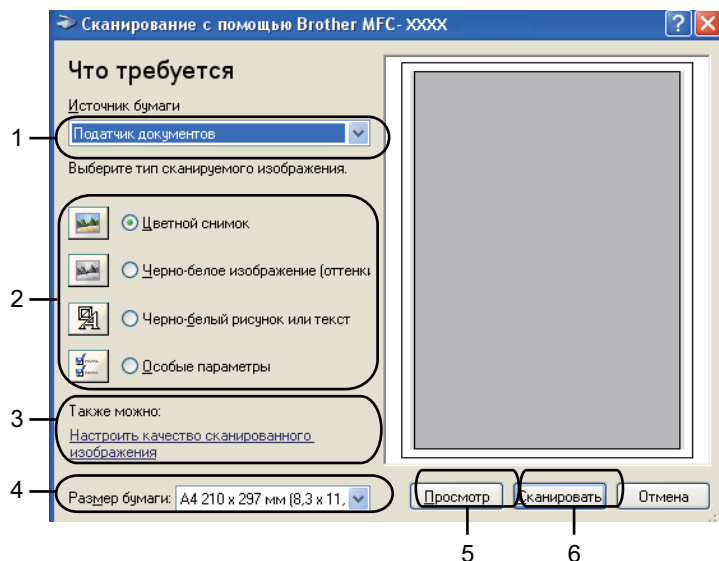 Сканирование с помощью Brother MFC- XXXX
Что требуется
Источник бумаги
1
Податчик документов
Выберите тип сканируемого изображения.
2
Цветной снимок
Черно-белое изображение (оттенки
Черно-белый рисунок или текст
Особые параметры
3
Также можно:
Настроить качество сканированного
изображения
4
Размер бумаги: A4 210 x 297 мм (8,3 x 11,
Просмотр
Сканировать
Отмена
5
6